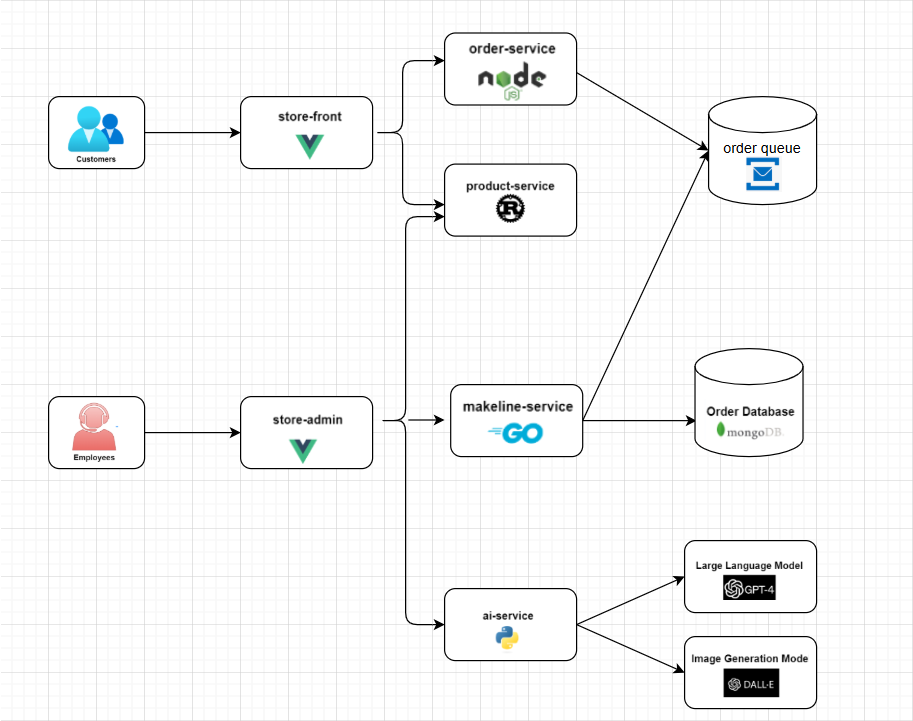 order-service
node
JS
Customers
store-front
order queue
product-service
R
Employees
store-admin
makeline-service
GO
Order Database
mongoDB.
ai-service
Large Language Model
GPT-4
Image Generation Mode
DALL·E